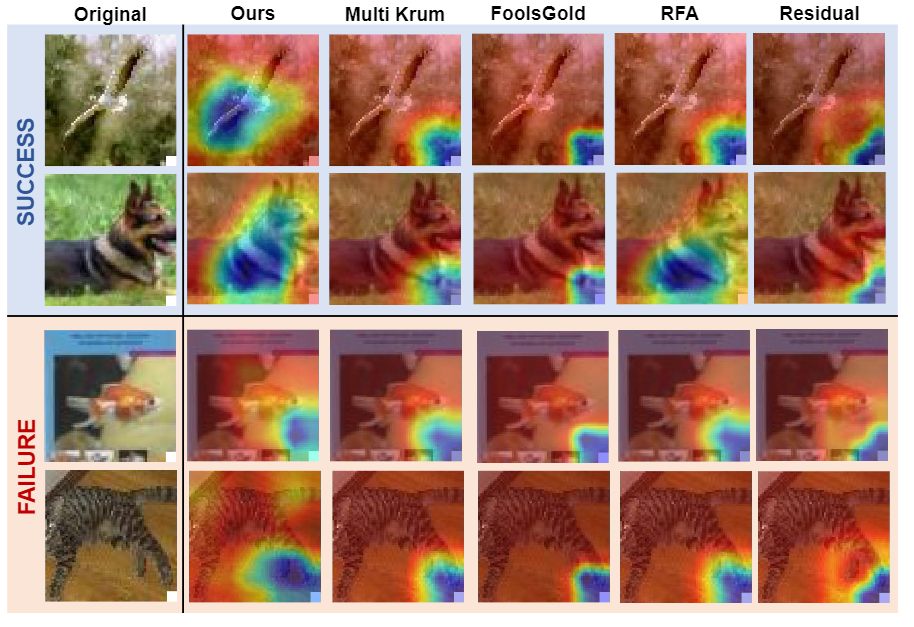 Original Ours Multi Krum FoolsGold RFA Residual
SUCCESS
FAILURE